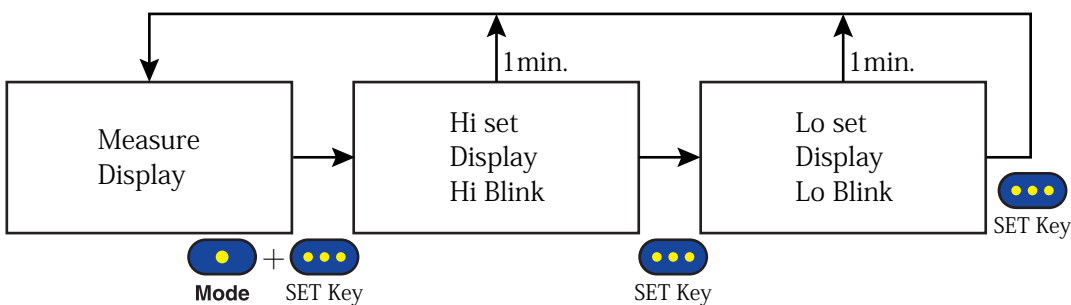 1min.
1min.
Measure
Display
Hi set
Display
Hi Blink
Lo set
Display
Lo Blink
+
Mode
SET Key
SET Key
SET Key